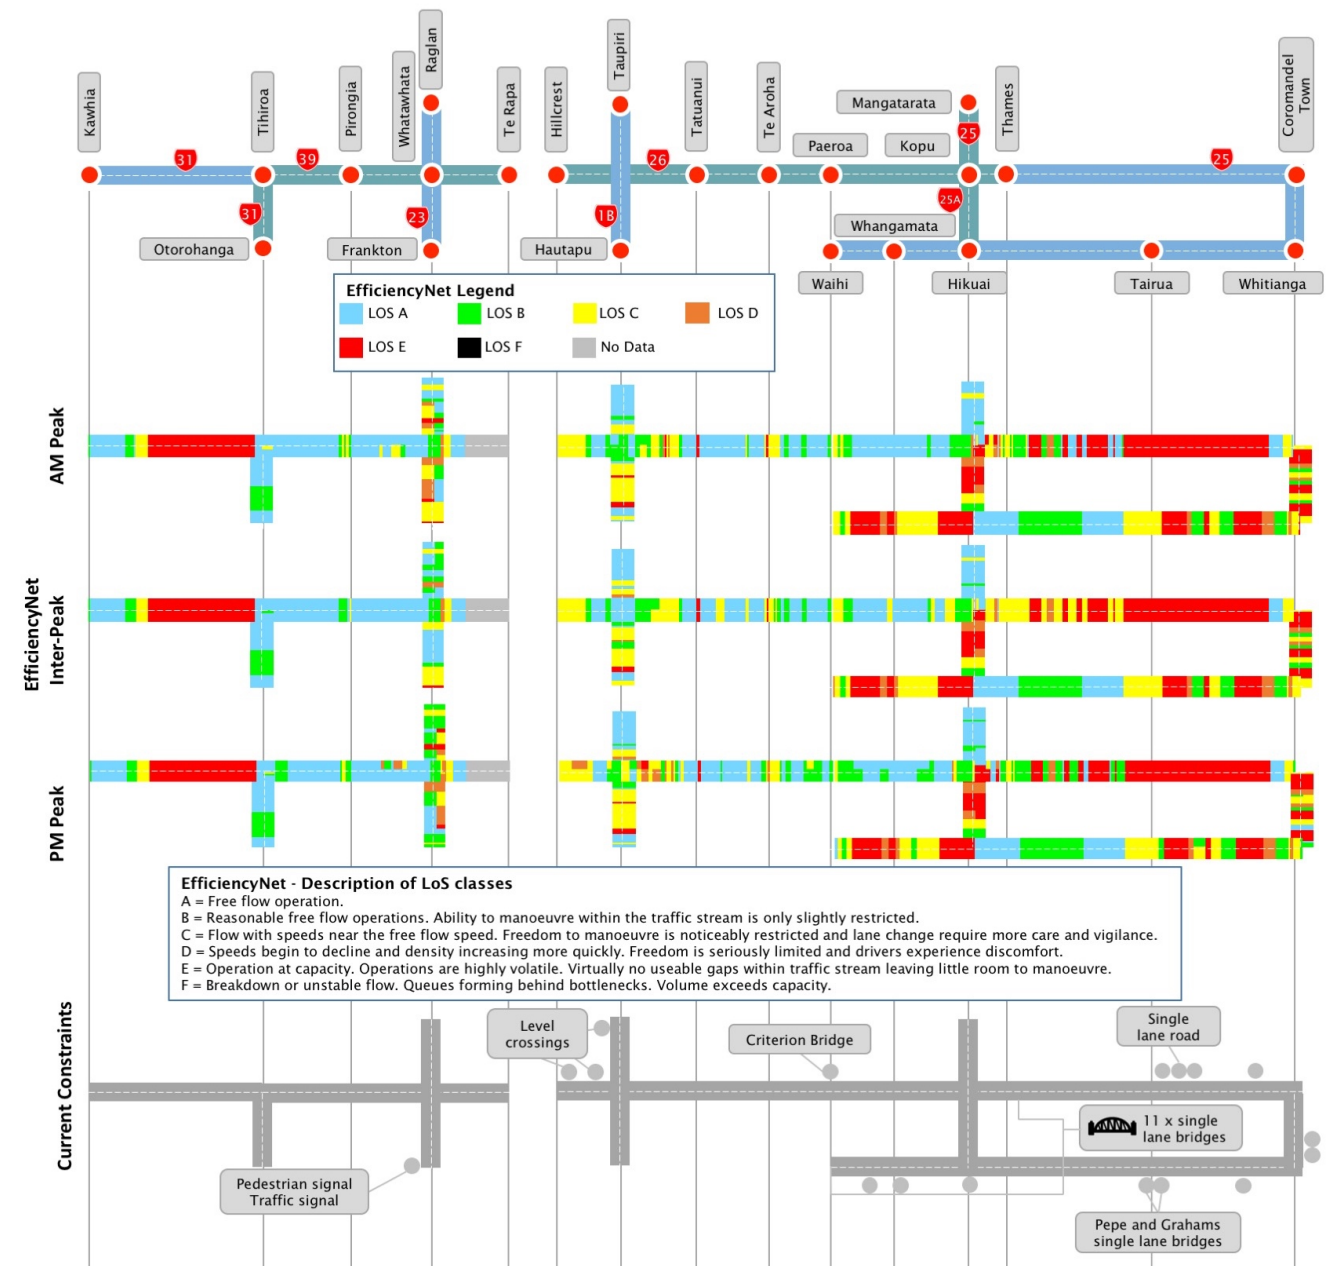 Kawhia
Tihiroa
Pirongia
Whatawhata
Raglan
Te Rapa
Hillcrest
Taupiri
Tatuanui
Te Aroha
Thames
Coromandel
Town
Mangatarata
Paeroa
Kopu
31
39
26
25
25
31
23
1B
25A
Otorohanga
Frankton
Hautapu
Whangamata
Waihi
Hikuai
Tairua
Whitianga
EfficiencyNet Legend
LOS A
LOS B
LOS C
LOS D
LOS E
LOS F
No Data
AM Peak
EfficiencyNet
Inter-Peak
PM Peak
EfficiencyNet - Description of LoS classes
A = Free flow operation.
B = Reasonable free flow operations. Ability to manoeuvre within the traffic stream is only slightly restricted.
C = Flow with speeds near the free flow speed. Freedom to manoeuvre is noticeably restricted and lane change require more care and vigilance.
D = Speeds begin to decline and density increasing more quickly. Freedom is seriously limited and drivers experience discomfort.
E = Operation at capacity. Operations are highly volatile. Virtually no useable gaps within traffic stream leaving little room to manoeuvre.
F = Breakdown or unstable flow. Queues forming behind bottlenecks. Volume exceeds capacity.
Current Constraints
Level
crossings
Criterion Bridge
Single
lane road
11 x single
lane bridges
Pedestrian signal
Traffic signal
Pepe and Grahams
single lane bridges